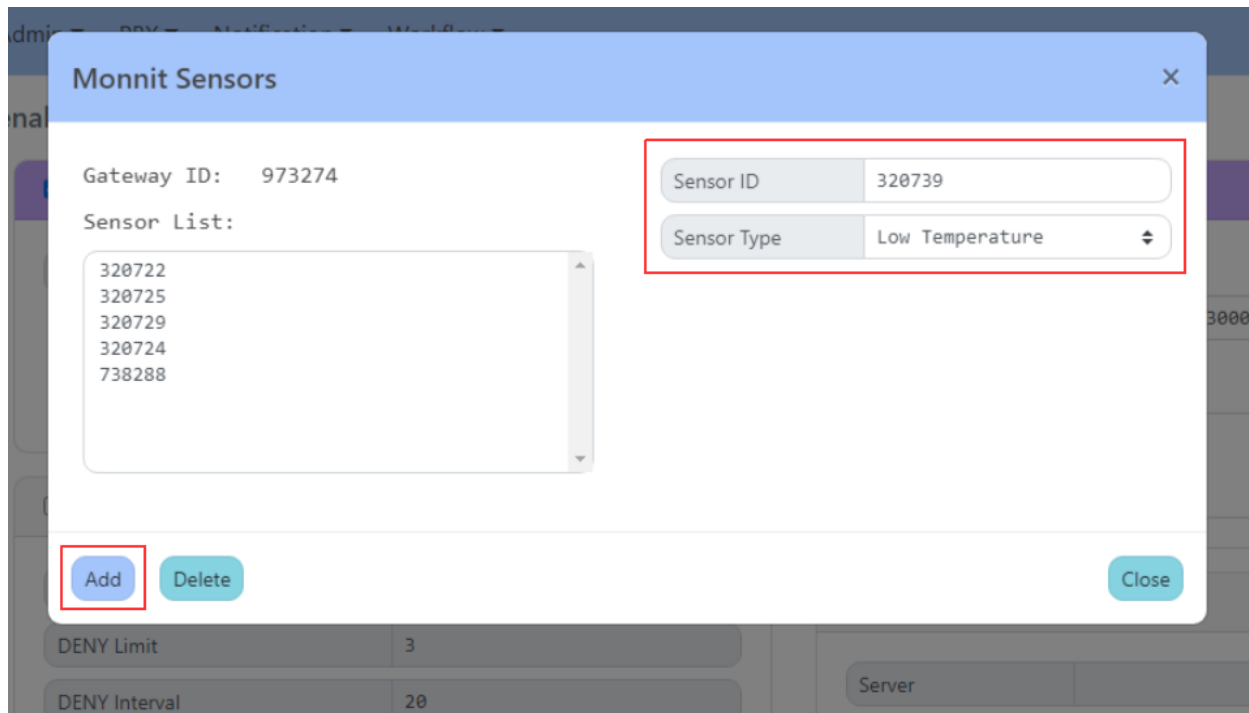 Monnit Sensors
×
Gateway ID: 973274
Sensor List:
320722
320725
320729
320724
738288
Sensor ID 320739
Sensor Type Low Temperature
Add Delete Close
DENY Limit 3
DENY Interval 20
Server
3000